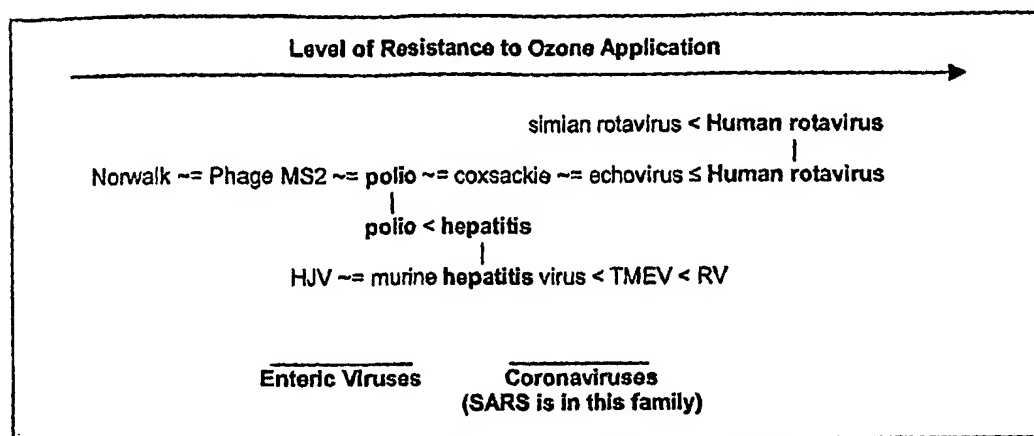 Level of Resistance to Ozone Application
simian rotavirus < Human rotavirus
Norwalk ~= Phage MS2 ~= polio ~= coxsackie ~= echovirus ≤ Human rotavirus
polio < hepatitis
HJV ~= murine hepatitis virus < TMEV < RV
Enteric Viruses
Coronaviruses
(SARS is in this family)